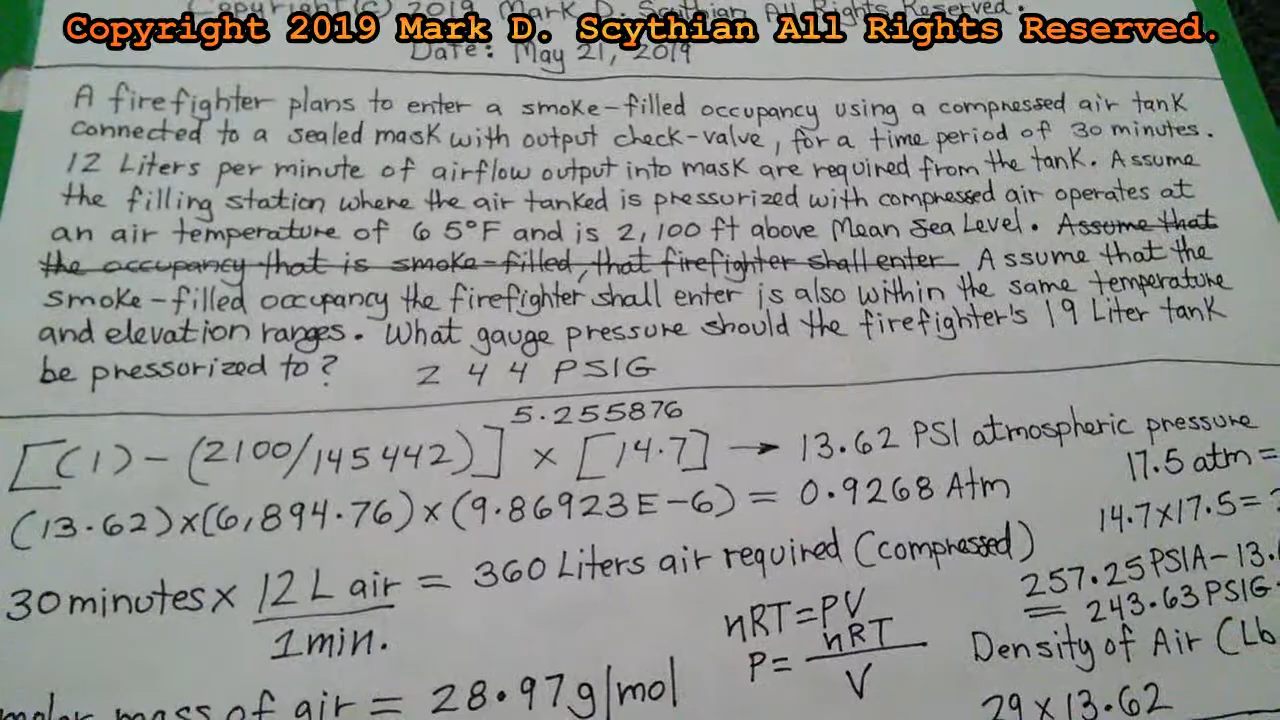 Copyright (c) 2019 Mark D. Scythian All Rights Reserved.
Copyright 2019 Mark D. Scythian All Rights Reserved.
Date: May 21, 2019
A firefighter plans to enter a smoke-filled occupancy using a compressed air tank
connected to a sealed mask with output check-valve, for a time period of 30 minutes.
12 Liters per minute of airflow output into mask are required from the tank. Assume
the filling station where the air tanked is pressurized with compressed air operates at
an air temperature of 65°F and is 2,100 ft above Mean Sea Level. Assume that
the occupancy that is smoke-filled, that firefighter shall enter Assume that the
smoke-filled occupancy the firefighter shall enter is also within the same temperature
and elevation ranges. What gauge pressure should the firefighter's 19 Liter tank
be pressorized to? 244 PSIG
[(1)-(2100/145442)]^5.255876 × [14.7] → 13.62 PSI atmospheric pressure
17.5 atm =
(13.62)×(6,894.76)×(9.86923E-6) = 0.9268 Atm
14.7×17.5=
30 minutes × 12 L air / 1 min. = 360 Liters air required (compressed)
257.25 PSIA - 13.
= 243.63 PSIG
nRT = PV
P = nRT / V
Density of Air (Lb
molar mass of air = 28.97g/mol
29 × 13.62